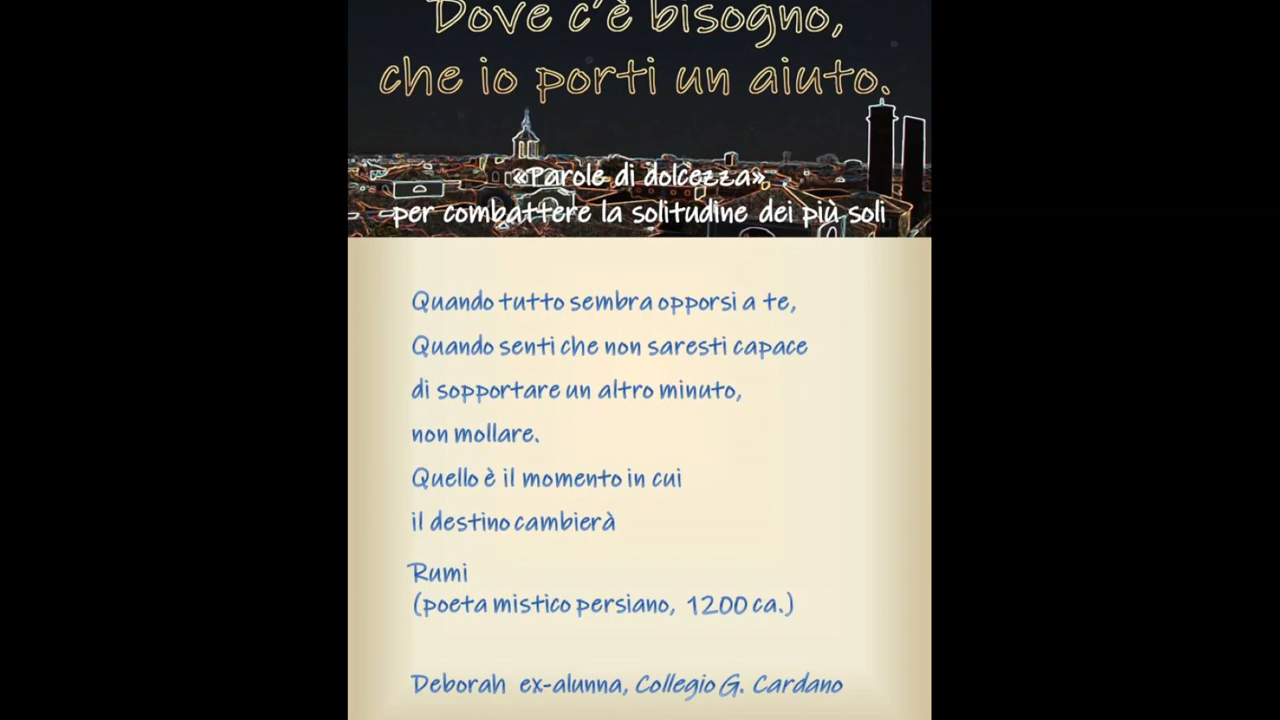 Dove c'è bisogno,
che io porti un aiuto.
«Parole di dolcezza»
per combattere la solitudine dei più soli
Quando tutto sembra opporsi a te,
Quando senti che non saresti capace
di sopportare un altro minuto,
non mollare.
Quello è il momento in cui
il destino cambierà
Rumi
(poeta mistico persiano, 1200 ca.)
Deborah ex-alunna, Collegio G. Cardano